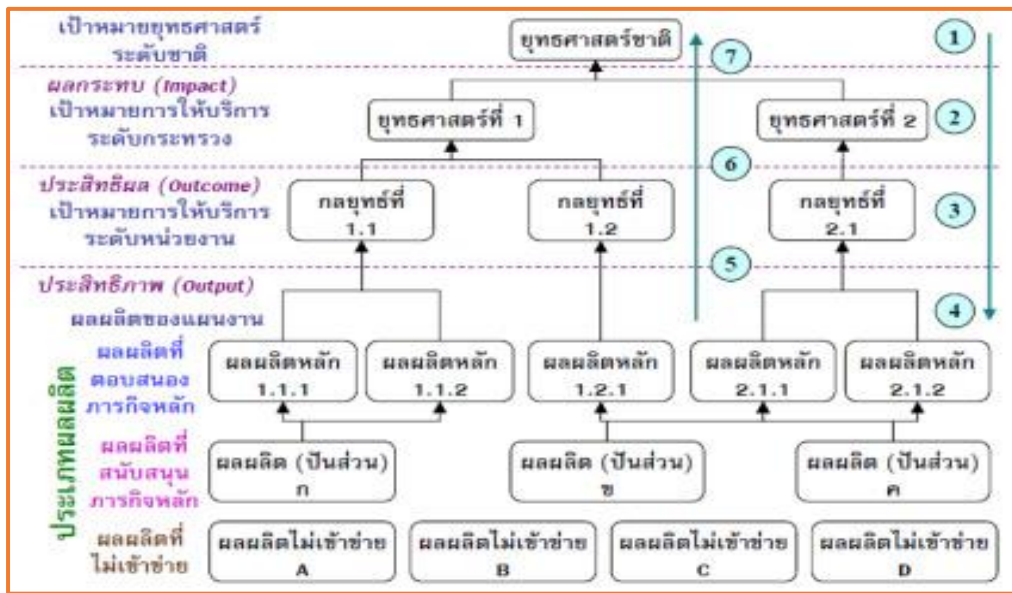 เป้าหมายยุทธศาสตร์
ระดับชาติ
ยุทธศาสตร์ชาติ
7
1
ผลกระทบ (Impact)
เป้าหมายการให้บริการ
ระดับกระทรวง
ยุทธศาสตร์ที่ 1
ยุทธศาสตร์ที่ 2
2
6
ประสิทธิผล (Outcome)
เป้าหมายการให้บริการ
ระดับหน่วยงาน
กลยุทธ์ที่
1.1
กลยุทธ์ที่
1.2
กลยุทธ์ที่
2.1
3
5
ประสิทธิภาพ (Output)
ผลผลิตของแผนงาน
4
ประเภทผลผลิต
ผลผลิตที่
ตอบสนอง
ภารกิจหลัก
ผลผลิตหลัก
1.1.1
ผลผลิตหลัก
1.1.2
ผลผลิตหลัก
1.2.1
ผลผลิตหลัก
2.1.1
ผลผลิตหลัก
2.1.2
ผลผลิตที่
สนับสนุน
ภารกิจหลัก
ผลผลิต (ปันส่วน)
ก
ผลผลิต (ปันส่วน)
ข
ผลผลิต (ปันส่วน)
ค
ผลผลิตที่
ไม่เข้าข่าย
ผลผลิตไม่เข้าข่าย
A
ผลผลิตไม่เข้าข่าย
B
ผลผลิตไม่เข้าข่าย
C
ผลผลิตไม่เข้าข่าย
D